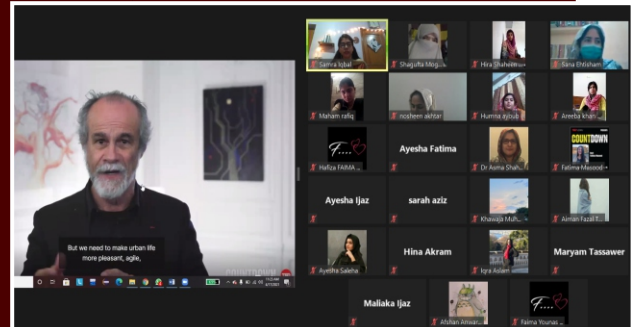 But we need to make urban life
more pleasant, agile,
Samra Iqbal
Shagufta Mog...
Hira Shaheen
Sana Ehtisham
Maham rafiq
nosheen akhtar
Humna ayoub
Areeba khan
F....
Hafiza FAIMA ...
Ayesha Fatima
Dr Asma Shah...
COUNTDOWN
Fatima Masood
Ayesha Ijaz
sarah aziz
Khawaja Muh...
Aiman Fazal T...
Ayesha Saleha
Hina Akram
Iqra Aslam
Maryam Tassawer
Maliaka Ijaz
Afshan Anwar...
F....
Faima Younas ...